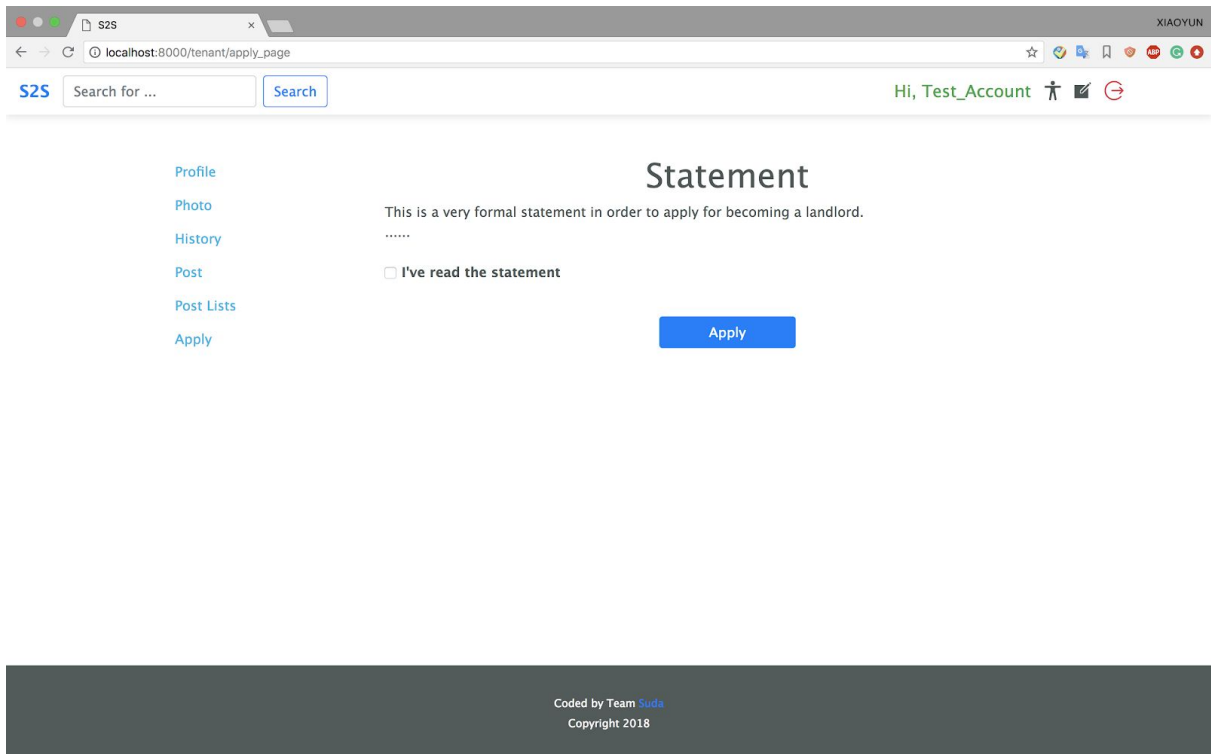 S2S
XIAOYUN
localhost:8000/tenant/apply_page
ABP
S2S Search for ... Search Hi, Test_Account
Profile
Photo
History
Post
Post Lists
Apply
Statement
This is a very formal statement in order to apply for becoming a landlord.
......
I've read the statement
Apply
Coded by Team Suda
Copyright 2018